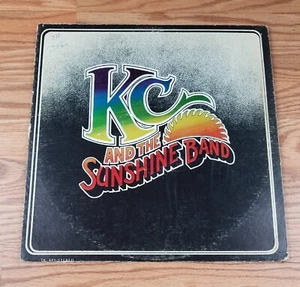 KC
AND THE
SUNSHINE BAND